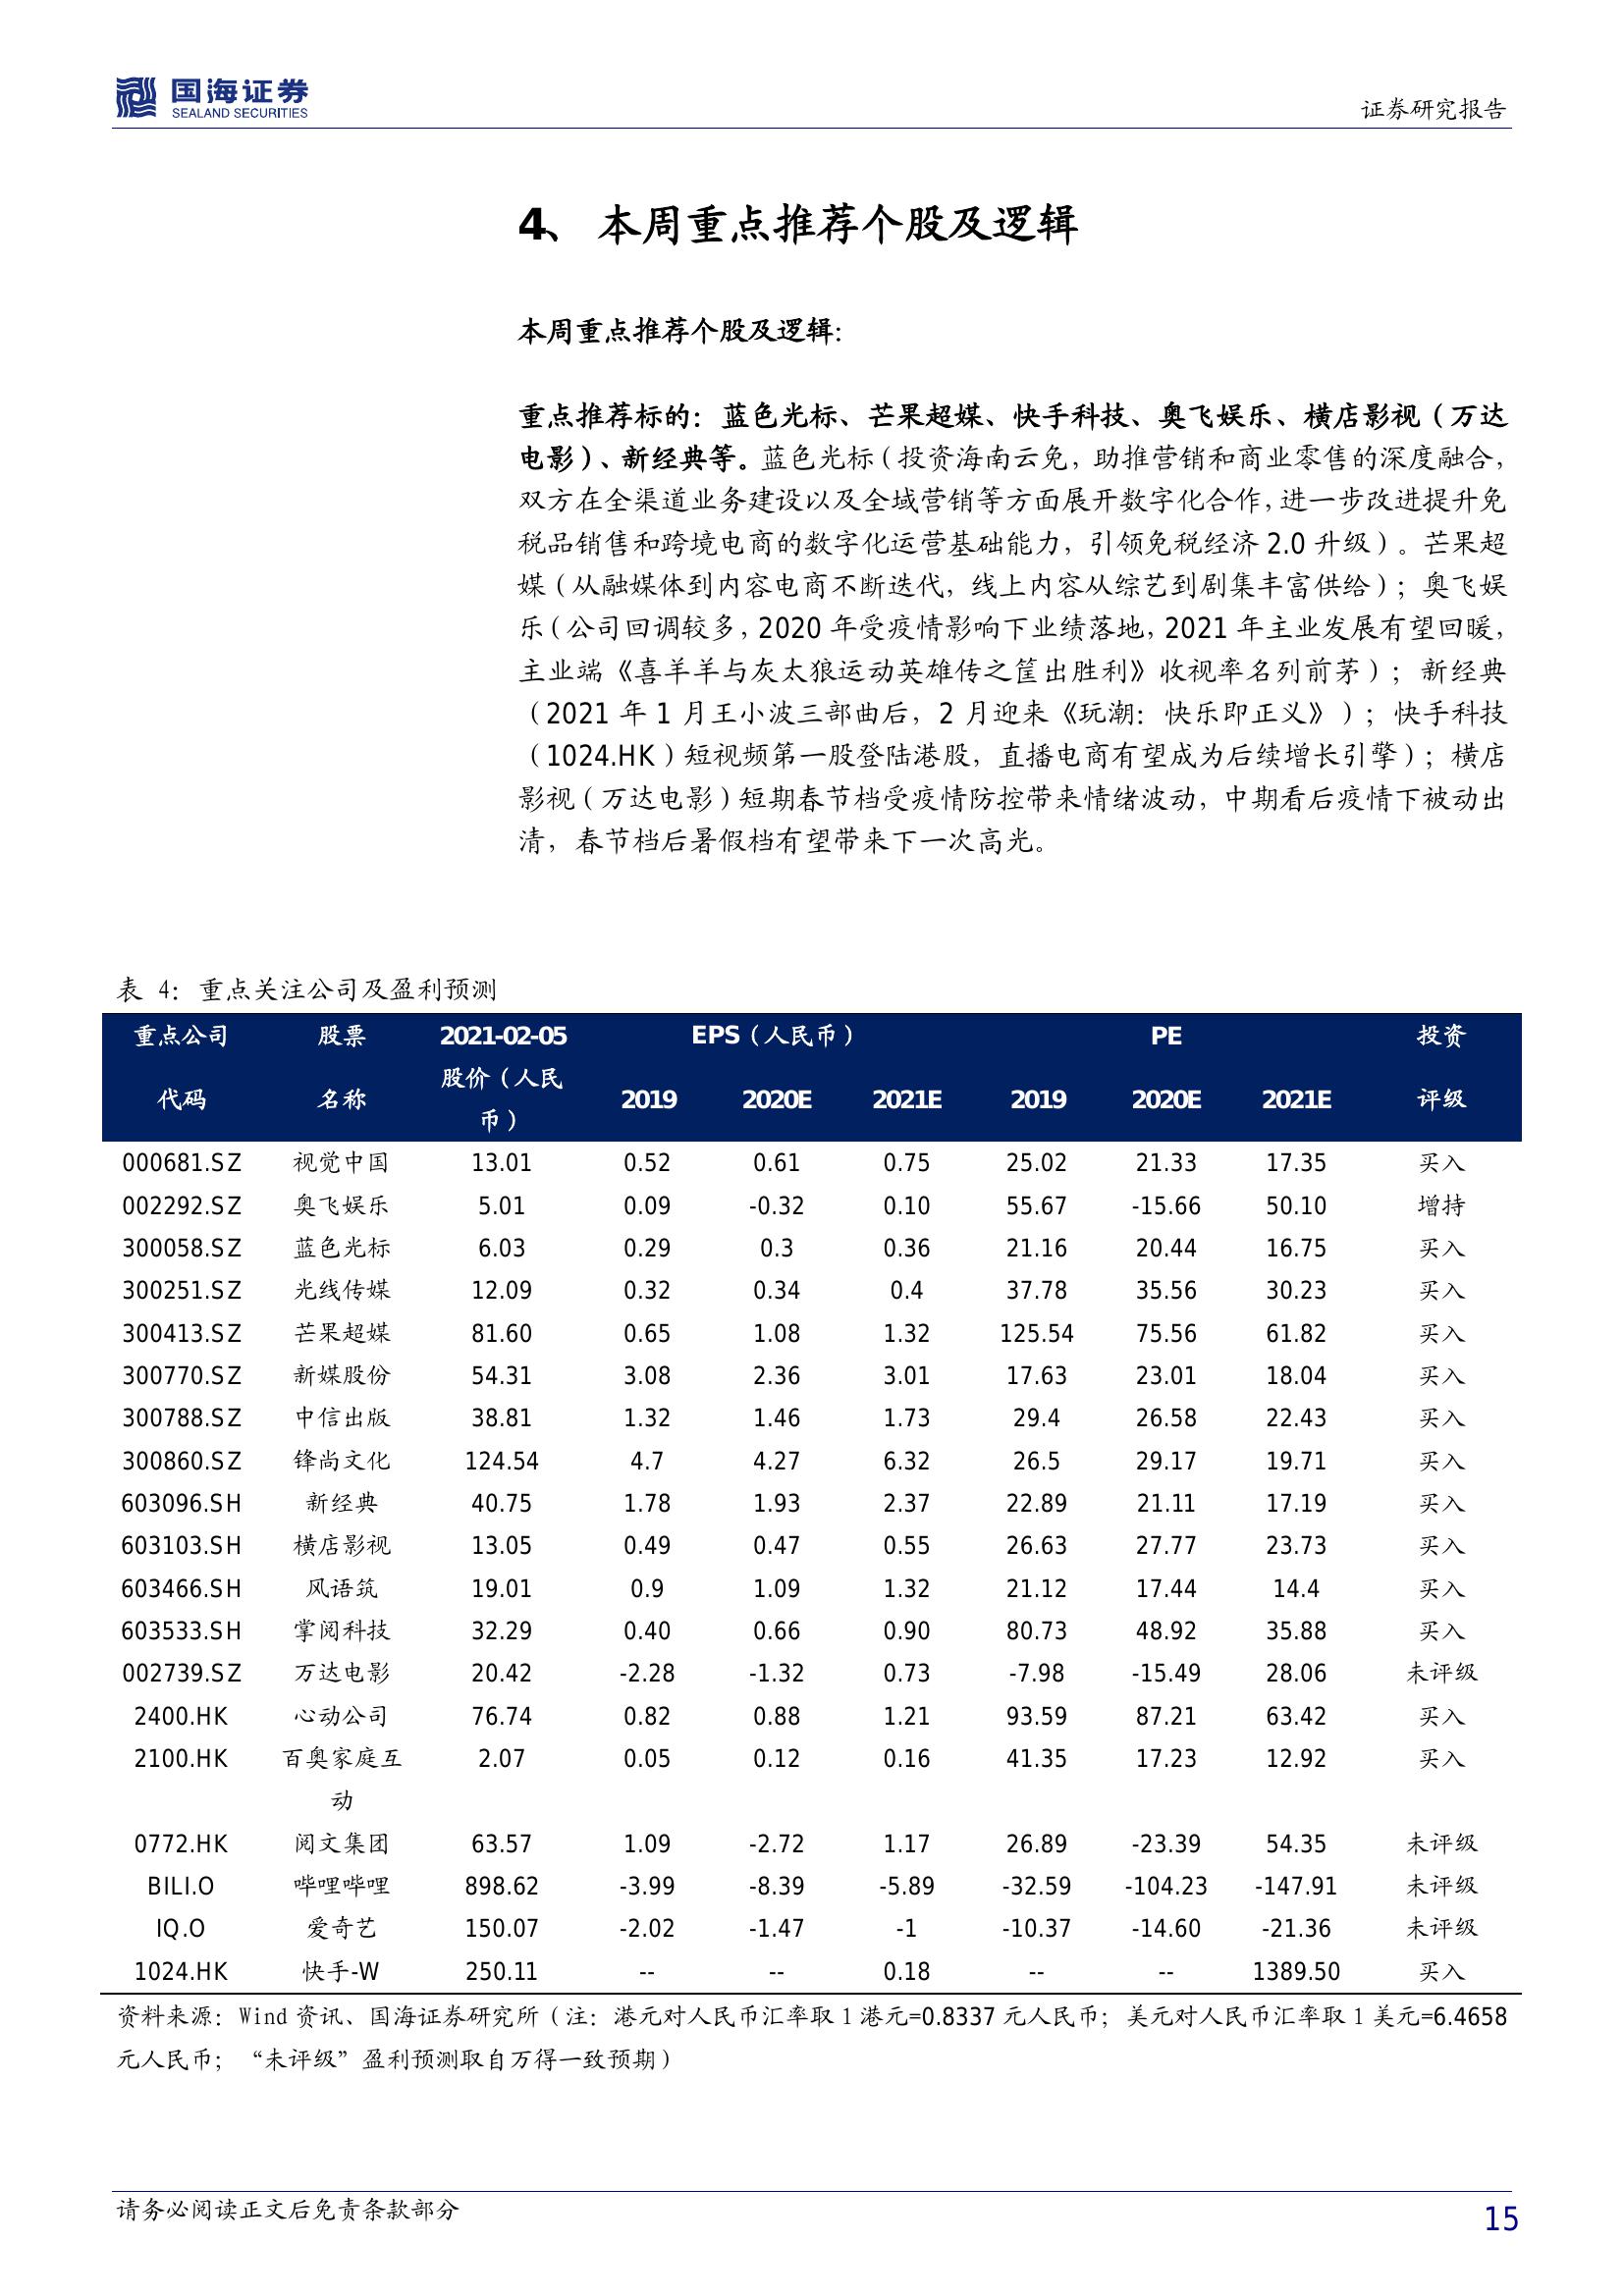 国海证券
SEALAND SECURITIES
证券研究报告
4、 本周重点推荐个股及逻辑
本周重点推荐个股及逻辑:
重点推荐标的：蓝色光标、芒果超媒、快手科技、奥飞娱乐、横店影视（万达
电影）、新经典等。蓝色光标（投资海南云免，助推营销和商业零售的深度融合，
双方在全渠道业务建设以及全域营销等方面展开数字化合作，进一步改进提升免
税品销售和跨境电商的数字化运营基础能力，引领免税经济 2.0 升级）。芒果超
媒（从融媒体到内容电商不断迭代，线上内容从综艺到剧集丰富供给）；奥飞娱
乐（公司回调较多，2020 年受疫情影响下业绩落地，2021 年主业发展有望回暖，
主业端《喜羊羊与灰太狼运动英雄传之筐出胜利》收视率名列前茅）；新经典
（2021 年 1 月王小波三部曲后，2 月迎来《玩潮：快乐即正义》）；快手科技
（1024.HK）短视频第一股登陆港股，直播电商有望成为后续增长引擎）；横店
影视（万达电影）短期春节档受疫情防控带来情绪波动，中期看后疫情下被动出
清，春节档后暑假档有望带来下一次高光。
表 4：重点关注公司及盈利预测
重点公司 股票 2021-02-05 EPS（人民币） PE 投资
代码 名称 股价（人民币） 2019 2020E 2021E 2019 2020E 2021E 评级
000681.SZ 视觉中国 13.01 0.52 0.61 0.75 25.02 21.33 17.35 买入
002292.SZ 奥飞娱乐 5.01 0.09 -0.32 0.10 55.67 -15.66 50.10 增持
300058.SZ 蓝色光标 6.03 0.29 0.3 0.36 21.16 20.44 16.75 买入
300251.SZ 光线传媒 12.09 0.32 0.34 0.4 37.78 35.56 30.23 买入
300413.SZ 芒果超媒 81.60 0.65 1.08 1.32 125.54 75.56 61.82 买入
300770.SZ 新媒股份 54.31 3.08 2.36 3.01 17.63 23.01 18.04 买入
300788.SZ 中信出版 38.81 1.32 1.46 1.73 29.4 26.58 22.43 买入
300860.SZ 锋尚文化 124.54 4.7 4.27 6.32 26.5 29.17 19.71 买入
603096.SH 新经典 40.75 1.78 1.93 2.37 22.89 21.11 17.19 买入
603103.SH 横店影视 13.05 0.49 0.47 0.55 26.63 27.77 23.73 买入
603466.SH 风语筑 19.01 0.9 1.09 1.32 21.12 17.44 14.4 买入
603533.SH 掌阅科技 32.29 0.40 0.66 0.90 80.73 48.92 35.88 买入
002739.SZ 万达电影 20.42 -2.28 -1.32 0.73 -7.98 -15.49 28.06 未评级
2400.HK 心动公司 76.74 0.82 0.88 1.21 93.59 87.21 63.42 买入
2100.HK 百奥家庭互动 2.07 0.05 0.12 0.16 41.35 17.23 12.92 买入
0772.HK 阅文集团 63.57 1.09 -2.72 1.17 26.89 -23.39 54.35 未评级
BILI.O 哔哩哔哩 898.62 -3.99 -8.39 -5.89 -32.59 -104.23 -147.91 未评级
IQ.O 爱奇艺 150.07 -2.02 -1.47 -1 -10.37 -14.60 -21.36 未评级
1024.HK 快手-W 250.11 -- -- 0.18 -- -- 1389.50 买入
资料来源：Wind 资讯、国海证券研究所（注：港元对人民币汇率取 1 港元=0.8337 元人民币；美元对人民币汇率取 1 美元=6.4658
元人民币；“未评级”盈利预测取自万得一致预期）
请务必阅读正文后免责条款部分
15